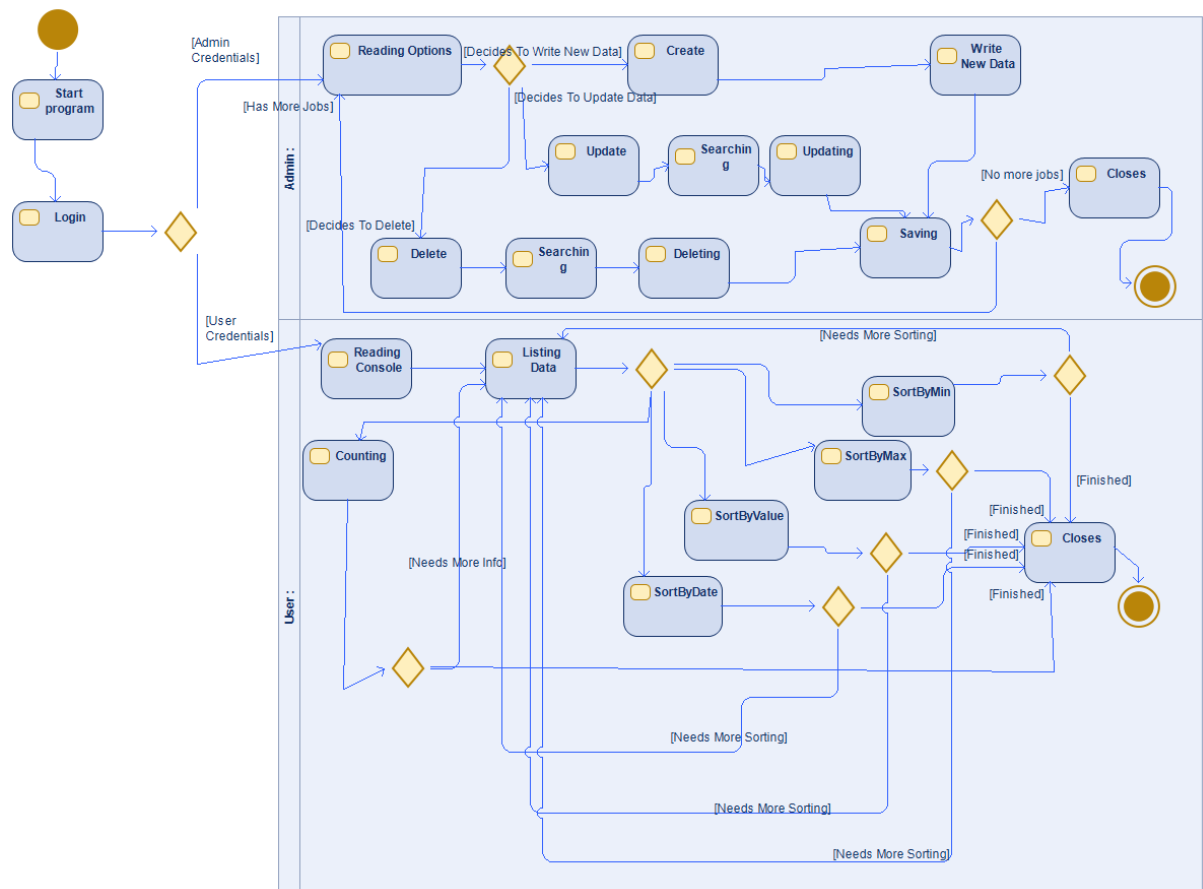 [Admin
Credentials]
Start
program
Login
[User
Credentials]
Admin :
Reading Options
[Decides To Write New Data]
Create
Write
New Data
[Has More Jobs]
[Decides To Update Data]
Update
Searchin
g
Updating
[No more jobs]
Closes
[Decides To Delete]
Delete
Searchin
g
Deleting
Saving
User :
Reading
Console
Listing
Data
[Needs More Sorting]
SortByMin
Counting
SortByMax
[Finished]
SortByValue
[Finished]
[Finished]
[Finished]
Closes
[Needs More Info]
SortByDate
[Finished]
[Needs More Sorting]
[Needs More Sorting]
[Needs More Sorting]